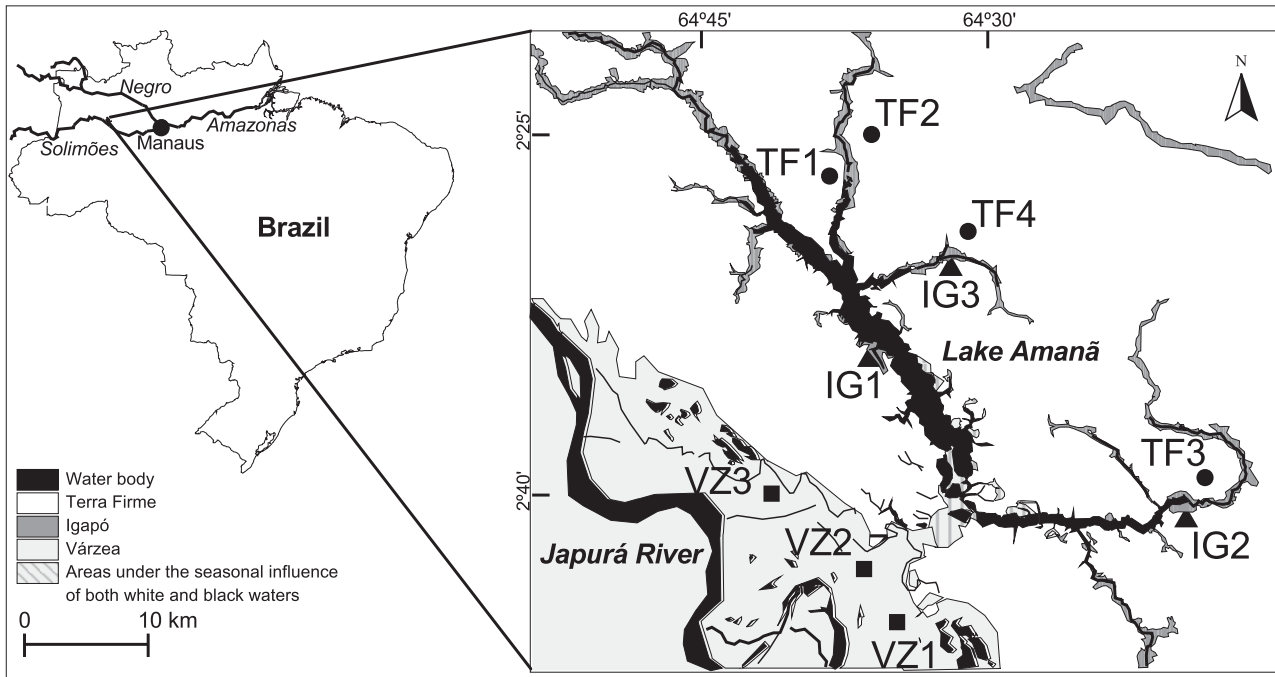 64º45'
64º30'
N
Negro
Amazonas
Manaus
Solimões
Brazil
2º25'
TF2
TF1
TF4
IG3
Lake Amanã
IG1
TF3
VZ3
2º40'
IG2
Japurá River
VZ2
VZ1
Water body
Terra Firme
Igapó
Várzea
Areas under the seasonal influence
of both white and black waters
0 10 km